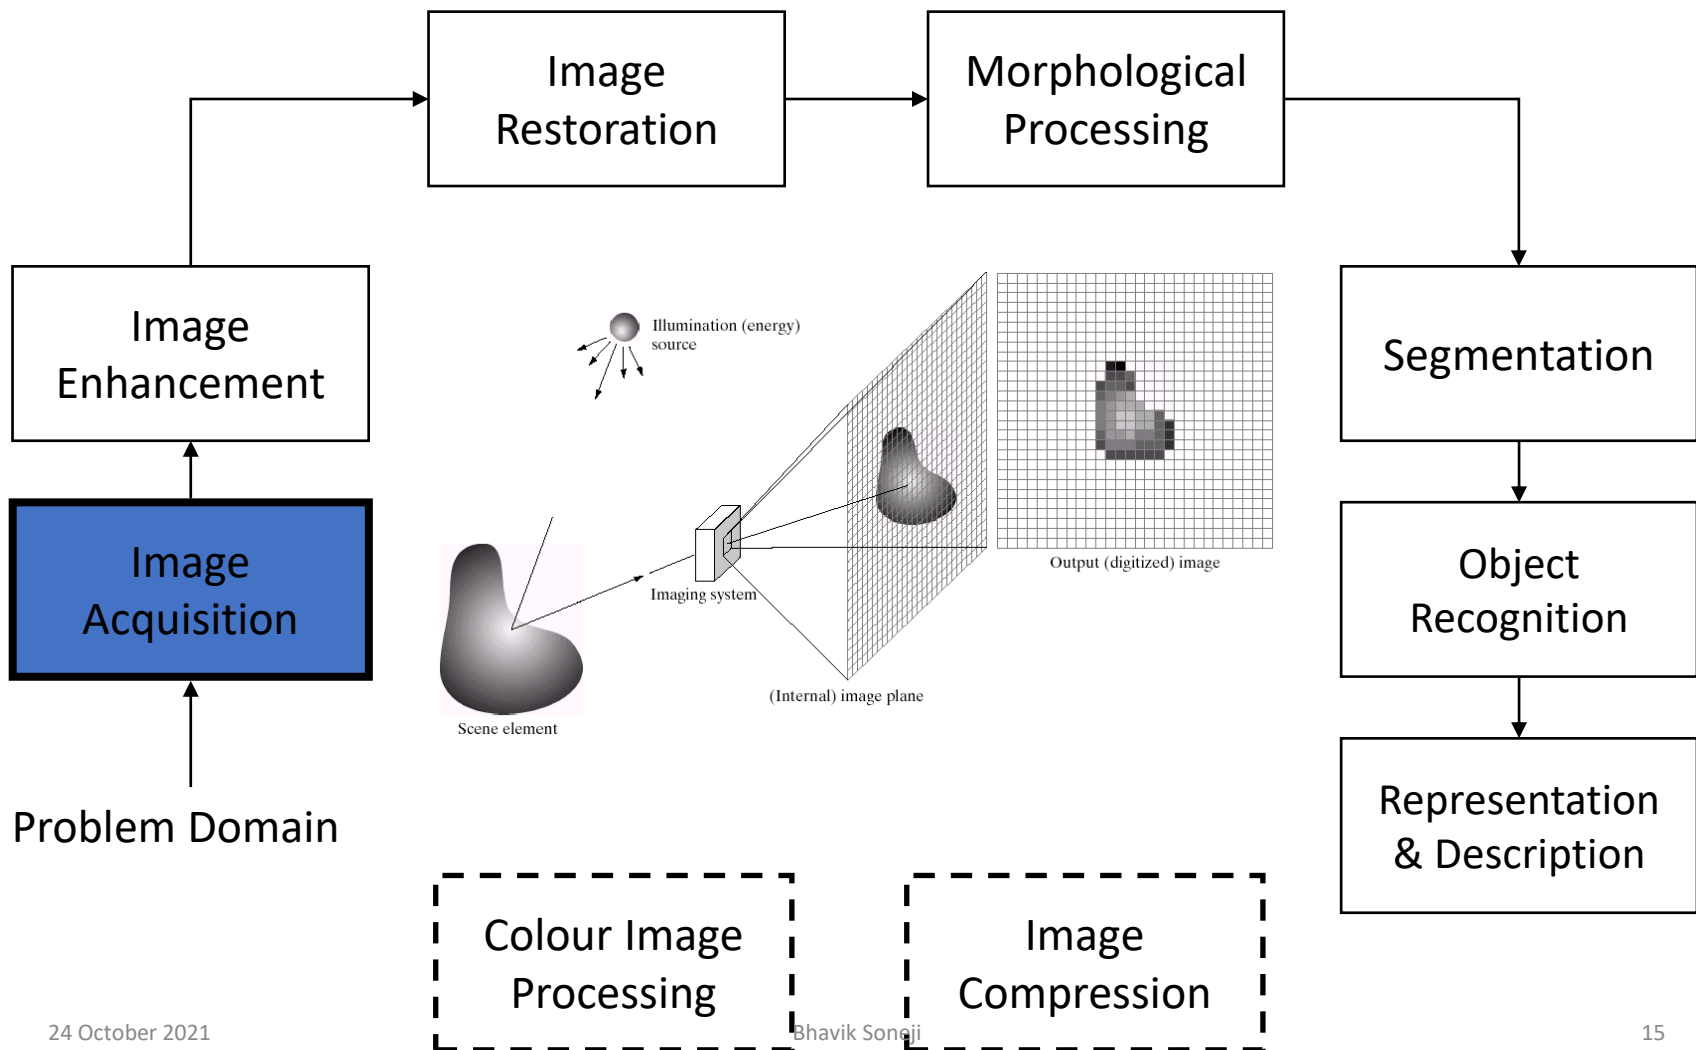 Image
Restoration
Morphological
Processing
Image
Enhancement
Illumination (energy)
source
Segmentation
Image
Acquisition
Imaging system
Output (digitized) image
Object
Recognition
(Internal) image plane
Scene element
Problem Domain
Representation
& Description
Colour Image
Processing
Image
Compression
24 October 2021
Bhavik Soneji
15